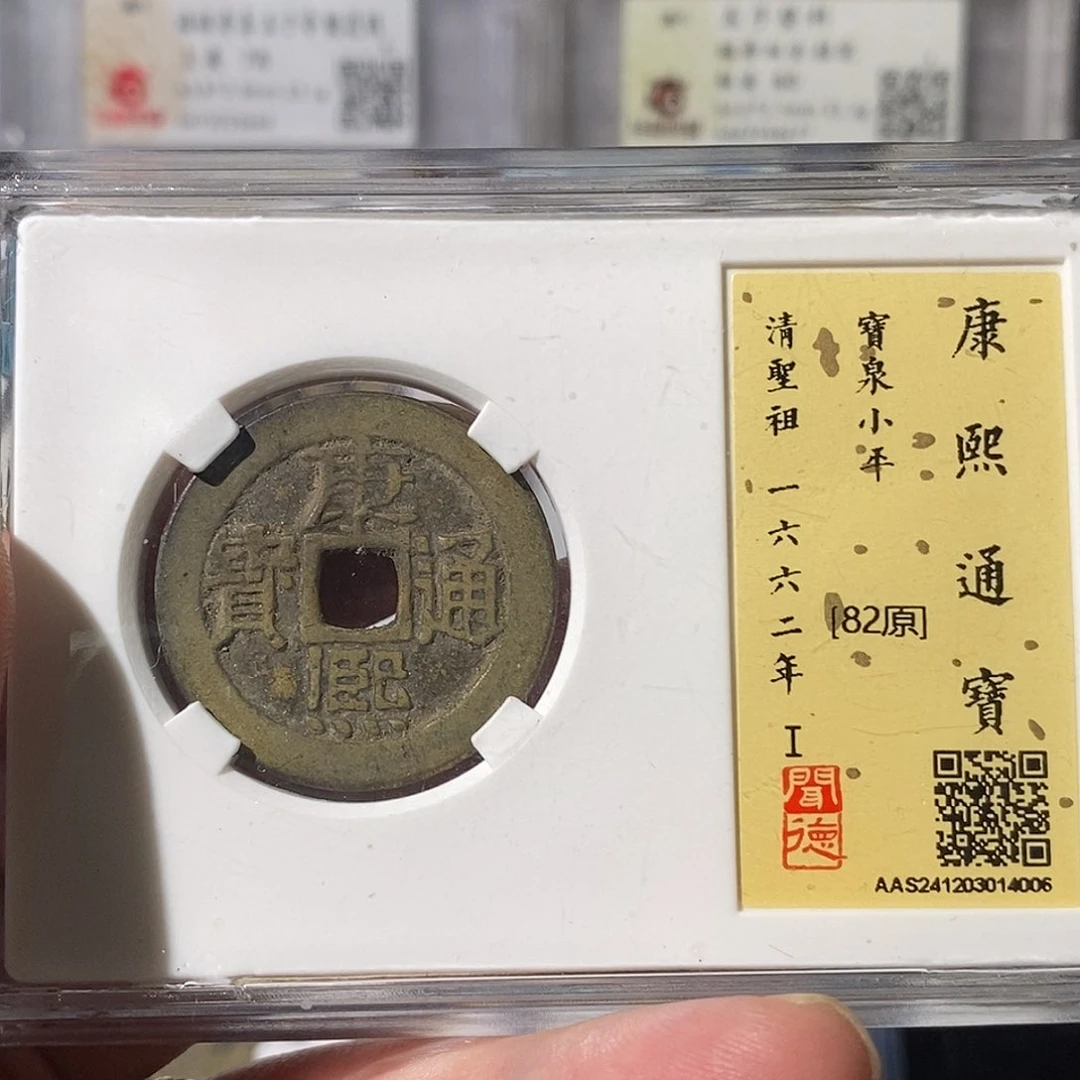 康熙通寶
寶泉小平
[82原]
清聖祖 一六六二年 I
聞德
AAS241203014006
康熙通寶